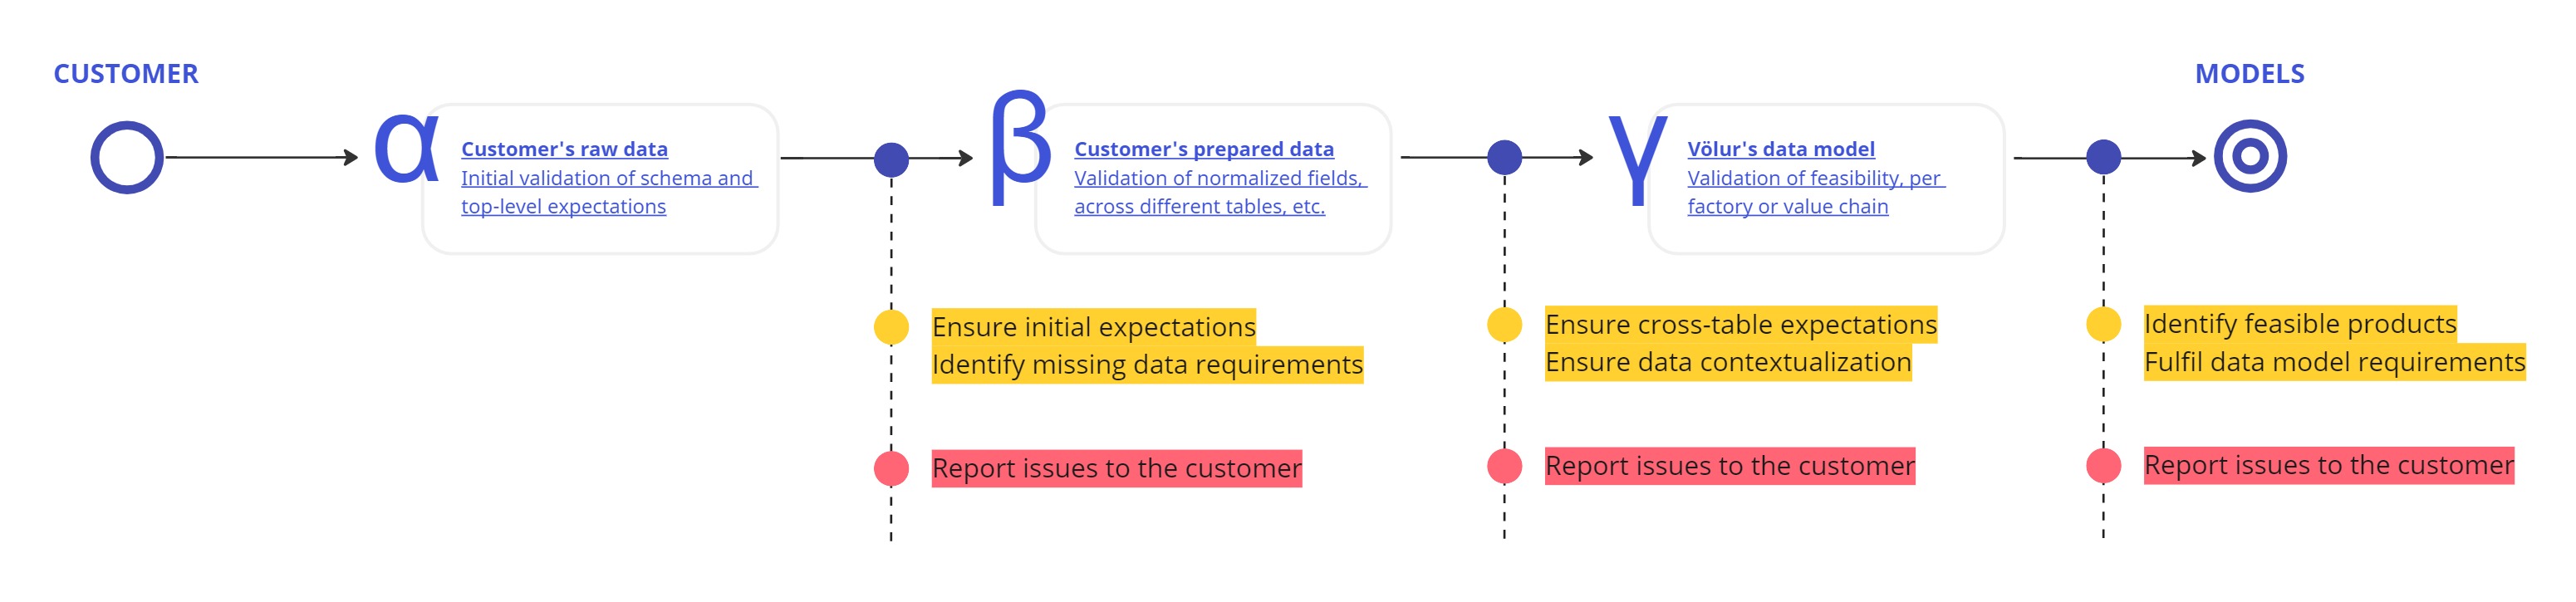 CUSTOMER
MODELS
α
Customer's raw data
Initial validation of schema and
top-level expectations
β
Customer's prepared data
Validation of normalized fields,
across different tables, etc.
γ
Völur's data model
Validation of feasibility, per
factory or value chain
Ensure initial expectations
Identify missing data requirements
Report issues to the customer
Ensure cross-table expectations
Ensure data contextualization
Report issues to the customer
Identify feasible products
Fulfil data model requirements
Report issues to the customer